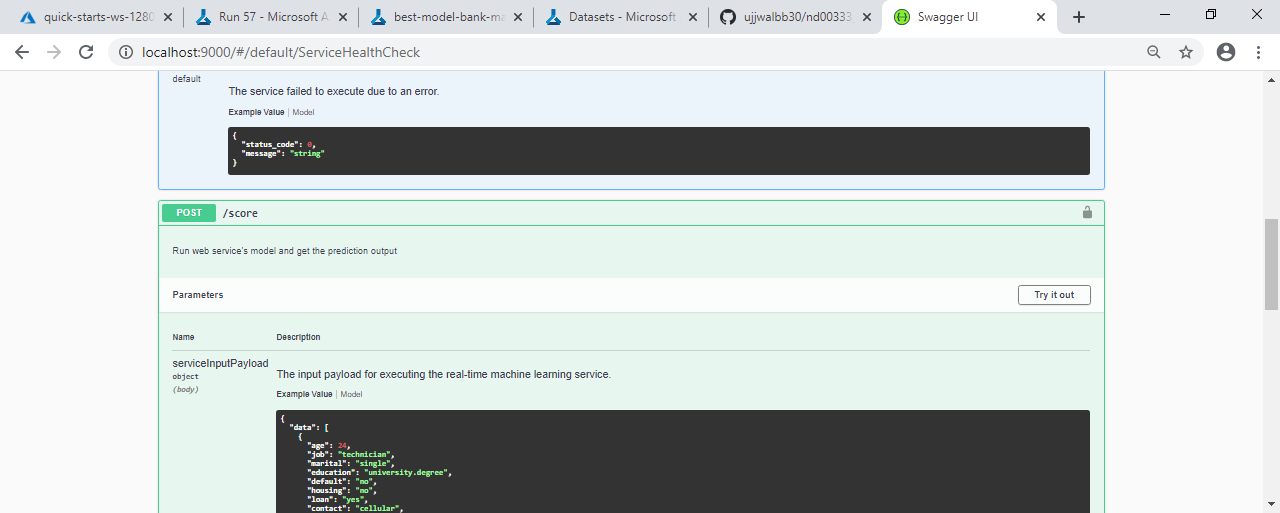 quick-starts-ws-1280
Run 57 - Microsoft A
best-model-bank-ma
Datasets - Microsoft
ujjwalbb30/nd00333
Swagger UI
localhost:9000/#/default/ServiceHealthCheck
default
The service failed to execute due to an error.
Example Value | Model
{
"status_code": 0,
"message": "string"
}
POST /score
Run web service's model and get the prediction output
Parameters
Try it out
Name Description
serviceInputPayload
object
(body)
The input payload for executing the real-time machine learning service.
Example Value | Model
{
"data": [
{
"age": 24,
"job": "technician",
"marital": "single",
"education": "university.degree",
"default": "no",
"housing": "no",
"loan": "yes",
"contact": "cellular",